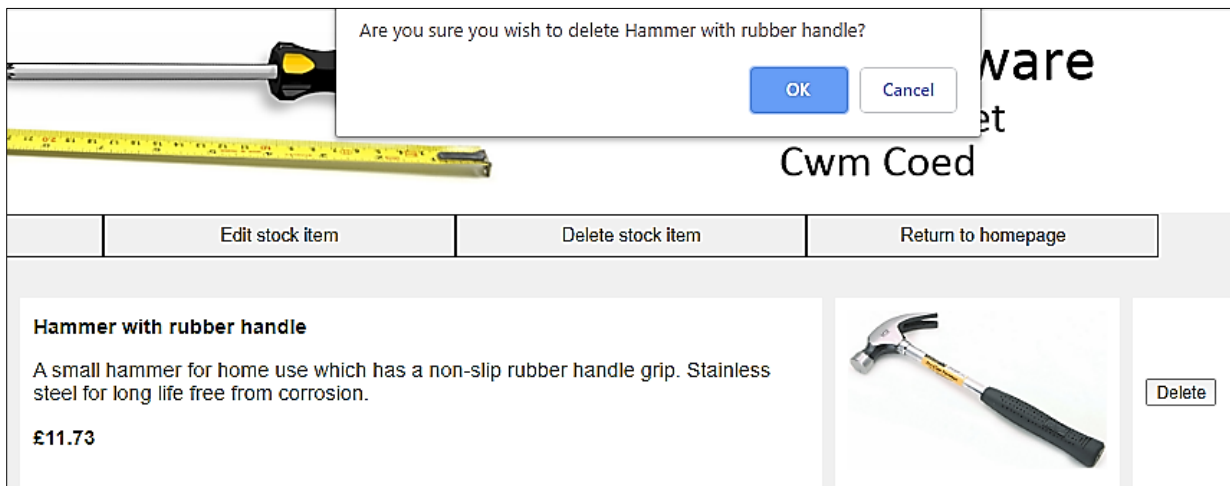 Are you sure you wish to delete Hammer with rubber handle?
OK
Cancel
ware
et
Cwm Coed
Edit stock item
Delete stock item
Return to homepage
Hammer with rubber handle
A small hammer for home use which has a non-slip rubber handle grip. Stainless
steel for long life free from corrosion.
£11.73
Delete